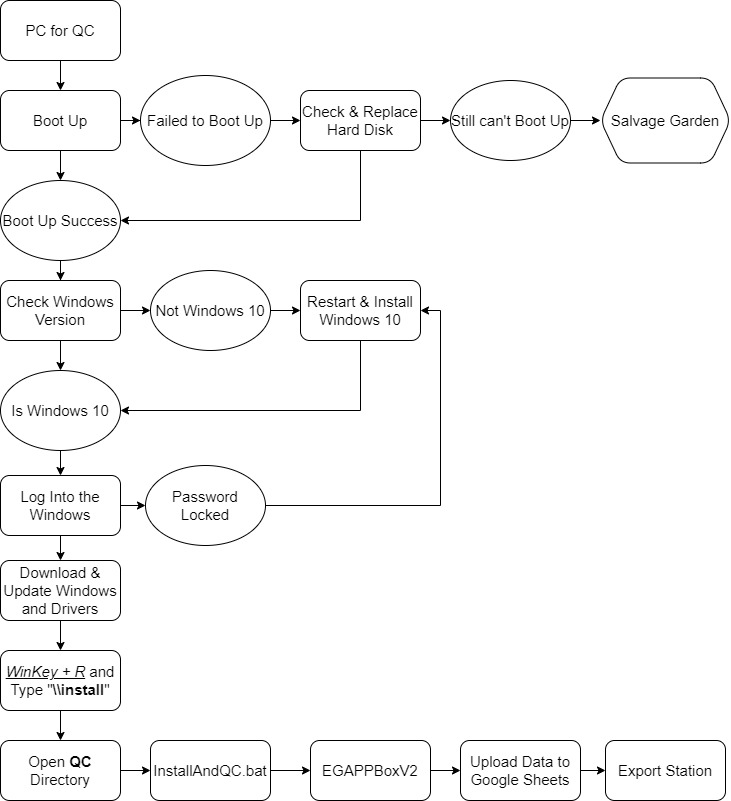 PC for QC
Boot Up
Failed to Boot Up
Check & Replace
Hard Disk
Still can't Boot Up
Salvage Garden
Boot Up Success
Check Windows
Version
Not Windows 10
Restart & Install
Windows 10
Is Windows 10
Log Into the
Windows
Password
Locked
Download &
Update Windows
and Drivers
WinKey + R and
Type "\\install"
Open QC
Directory
InstallAndQC.bat
EGAPPBoxV2
Upload Data to
Google Sheets
Export Station